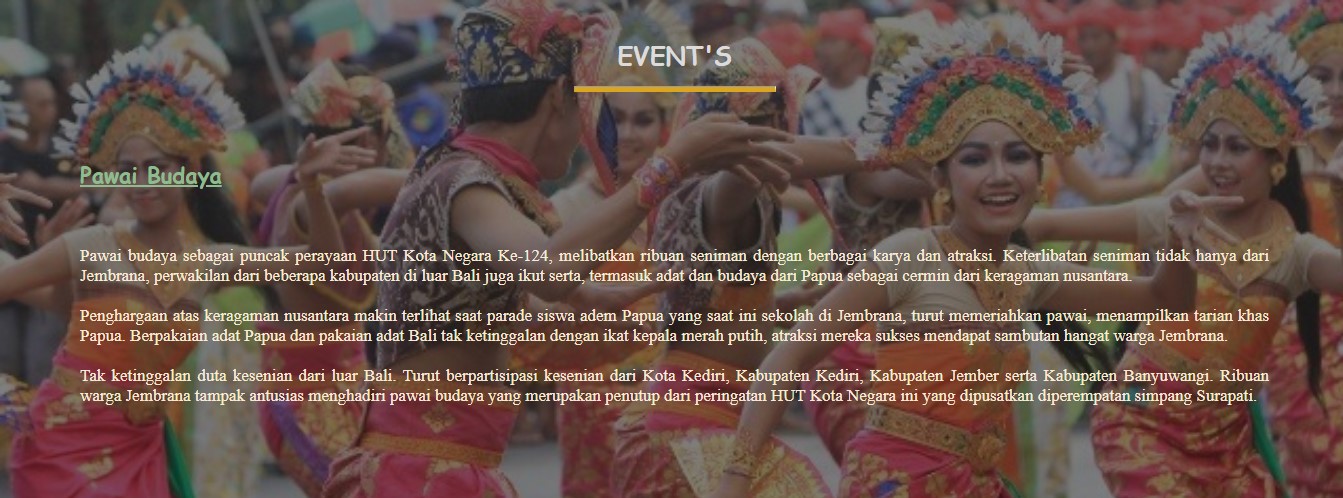 EVENT'S
Pawai Budaya
Pawai budaya sebagai puncak perayaan HUT Kota Negara Ke-124, melibatkan ribuan seniman dengan berbagai karya dan atraksi. Keterlibatan seniman tidak hanya dari
Jembrana, perwakilan dari beberapa kabupaten di luar Bali juga ikut serta, termasuk adat dan budaya dari Papua sebagai cermin dari keragaman nusantara.
Penghargaan atas keragaman nusantara makin terlihat saat parade siswa adem Papua yang saat ini sekolah di Jembrana, turut memeriahkan pawai, menampilkan tarian khas
Papua. Berpakaian adat Papua dan pakaian adat Bali tak ketinggalan dengan ikat kepala merah putih, atraksi mereka sukses mendapat sambutan hangat warga Jembrana.
Tak ketinggalan duta kesenian dari luar Bali. Turut berpartisipasi kesenian dari Kota Kediri, Kabupaten Kediri, Kabupaten Jember serta Kabupaten Banyuwangi. Ribuan
warga Jembrana tampak antusias menghadiri pawai budaya yang merupakan penutup dari peringatan HUT Kota Negara ini yang dipusatkan diperempatan simpang Surapati.